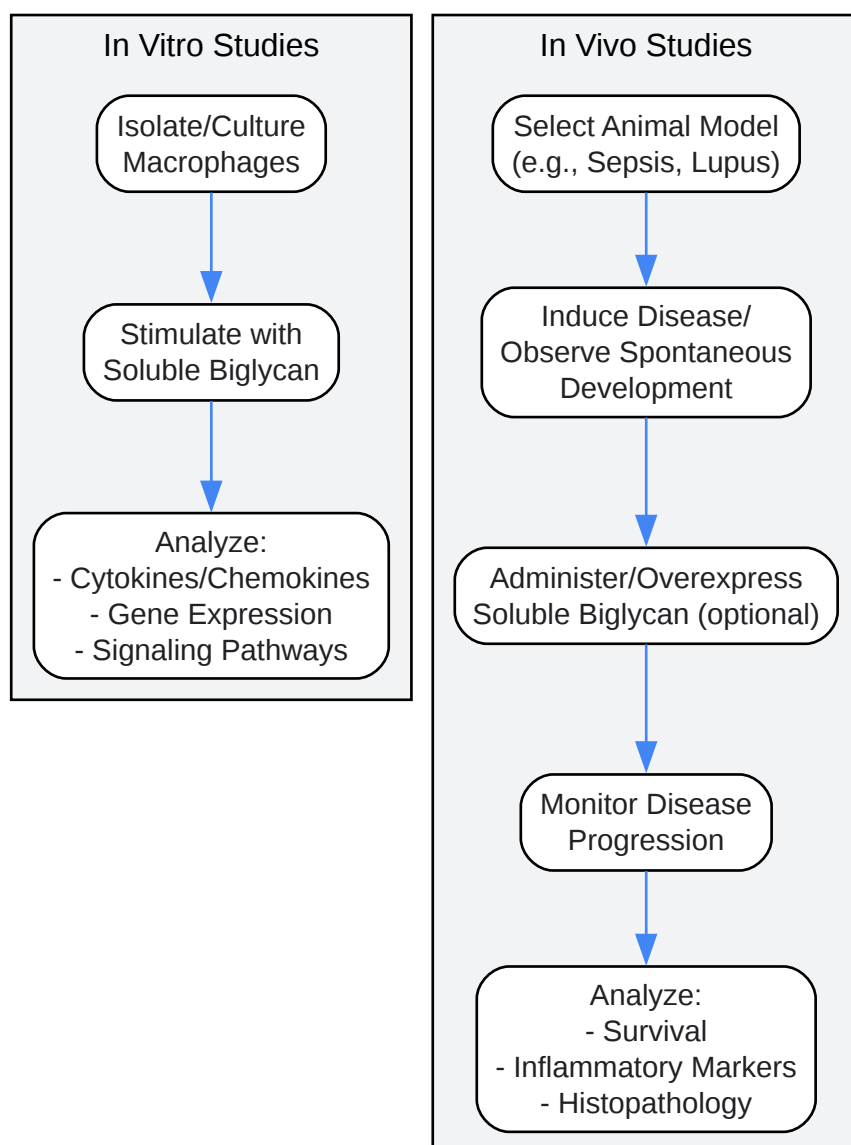 In Vitro Studies
Isolate/Culture
Macrophages
Stimulate with
Soluble Biglycan
Analyze:
- Cytokines/Chemokines
- Gene Expression
- Signaling Pathways
In Vivo Studies
Select Animal Model
(e.g., Sepsis, Lupus)
Induce Disease/
Observe Spontaneous
Development
Administer/Overexpress
Soluble Biglycan (optional)
Monitor Disease
Progression
Analyze:
- Survival
- Inflammatory Markers
- Histopathology